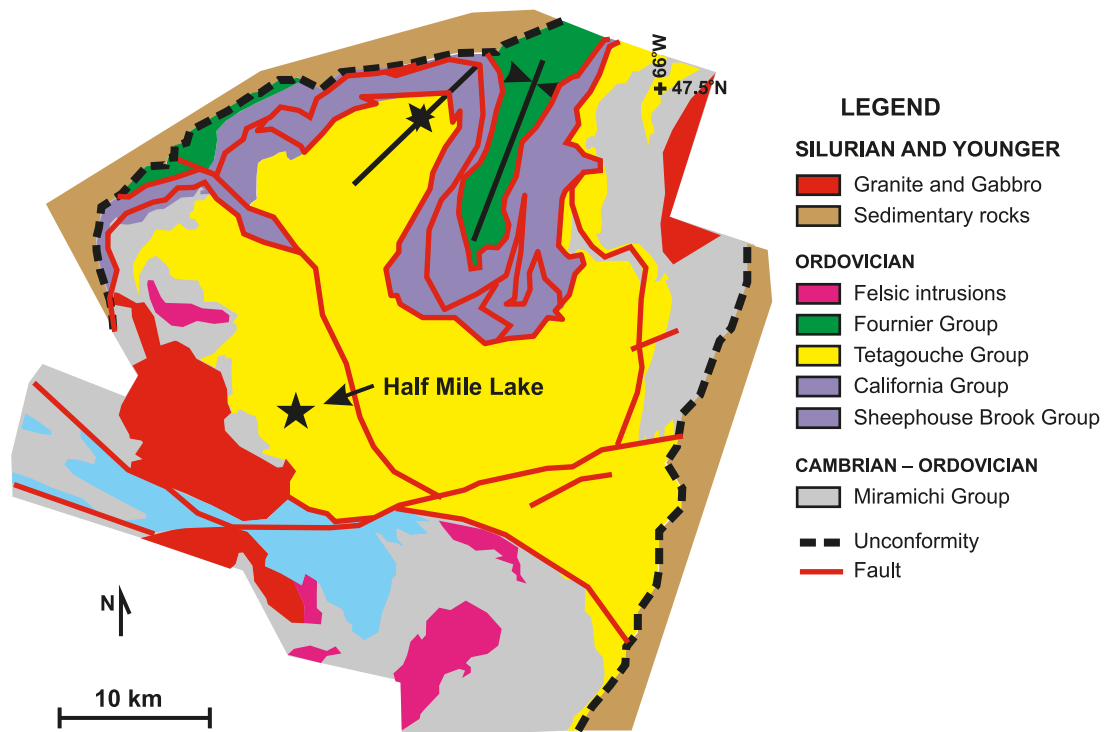 66°W
47.5°N
Half Mile Lake
N
10 km
LEGEND
SILURIAN AND YOUNGER
Granite and Gabbro
Sedimentary rocks
ORDOVICIAN
Felsic intrusions
Fournier Group
Tetagouche Group
California Group
Sheephouse Brook Group
CAMBRIAN – ORDOVICIAN
Miramichi Group
Unconformity
Fault